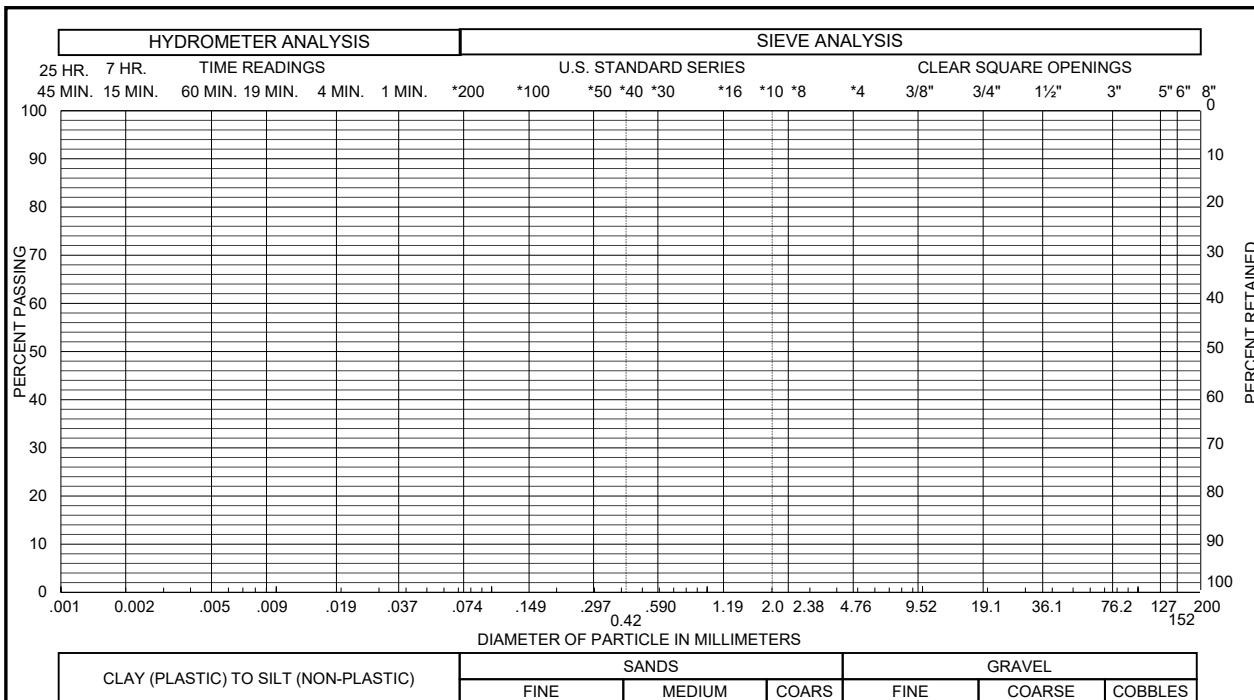 HYDROMETER ANALYSIS SIEVE ANALYSIS
25 HR. 7 HR. TIME READINGS U.S. STANDARD SERIES CLEAR SQUARE OPENINGS
45 MIN. 15 MIN. 60 MIN. 19 MIN. 4 MIN. 1 MIN. *200 *100 *50 *40 *30 *16 *10 *8 *4 3/8" 3/4" 1½" 3" 5" 6" 8"
100 0
90 10
80 20
70 30
60 40
50 50
40 60
30 70
20 80
10 90
0 100
PERCENT PASSING
PERCENT RETAINED
.001 0.002 .005 .009 .019 .037 .074 .149 .297 .590 1.19 2.0 2.38 4.76 9.52 19.1 36.1 76.2 127 200
0.42 152
DIAMETER OF PARTICLE IN MILLIMETERS
CLAY (PLASTIC) TO SILT (NON-PLASTIC) SANDS GRAVEL
FINE MEDIUM COARS FINE COARSE COBBLES